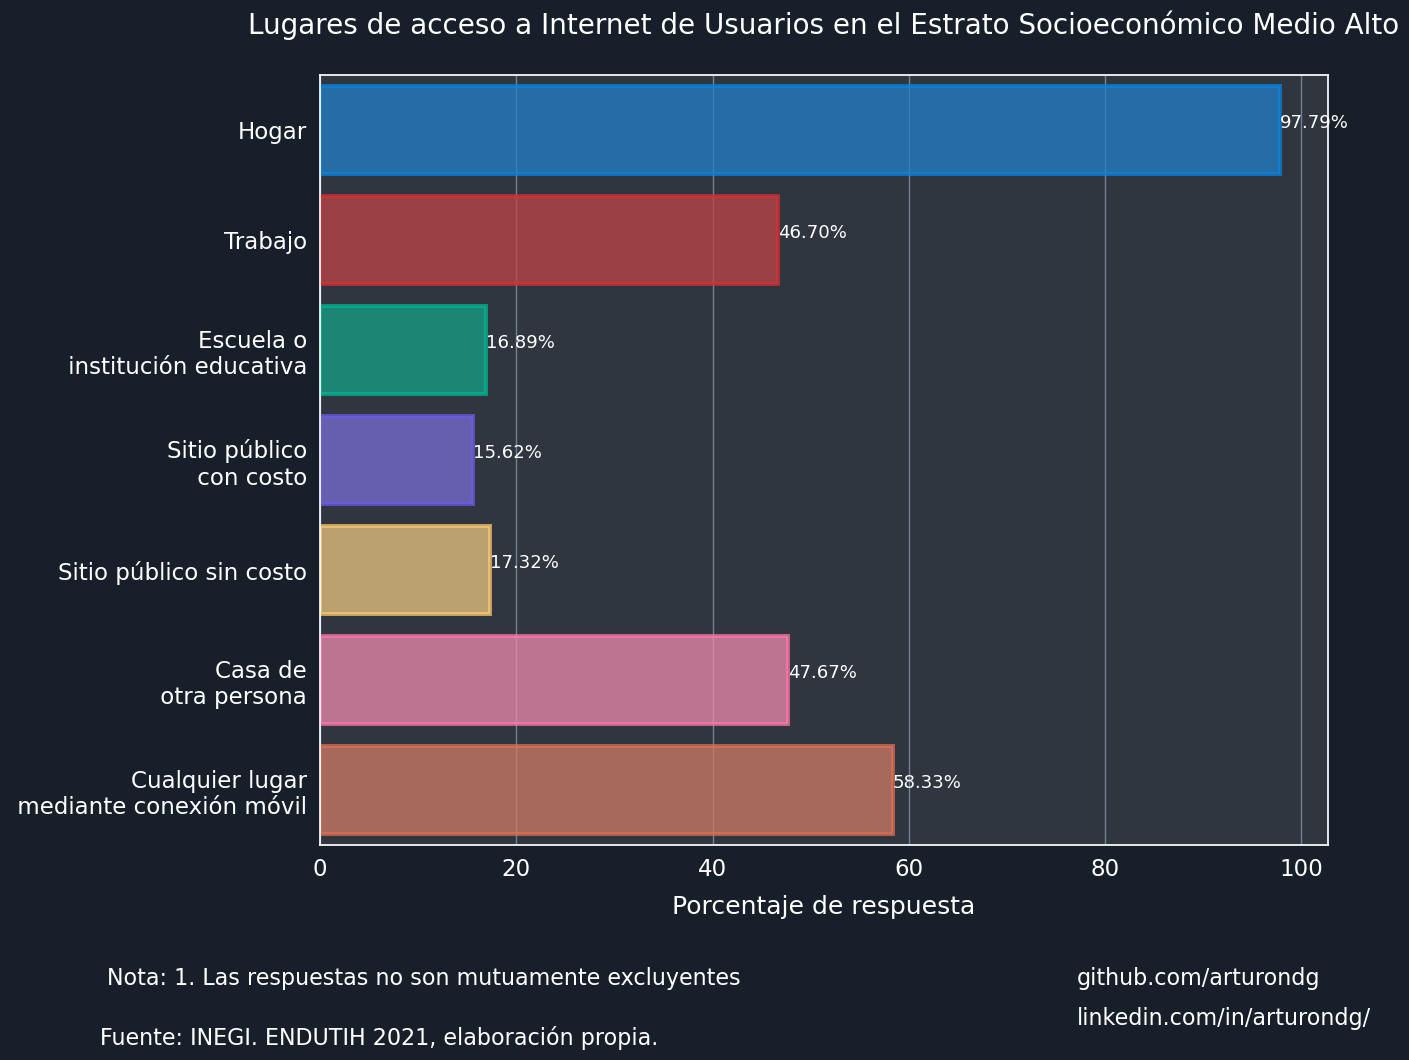 Lugares de acceso a Internet de Usuarios en el Estrato Socioeconómico Medio Alto
Hogar
97.79%
Trabajo
46.70%
Escuela o
institución educativa
16.89%
Sitio público
con costo
15.62%
Sitio público sin costo
17.32%
Casa de
otra persona
47.67%
Cualquier lugar
mediante conexión móvil
58.33%
0 20 40 60 80 100
Porcentaje de respuesta
Nota: 1. Las respuestas no son mutuamente excluyentes
github.com/arturondg
linkedin.com/in/arturondg/
Fuente: INEGI. ENDUTIH 2021, elaboración propia.